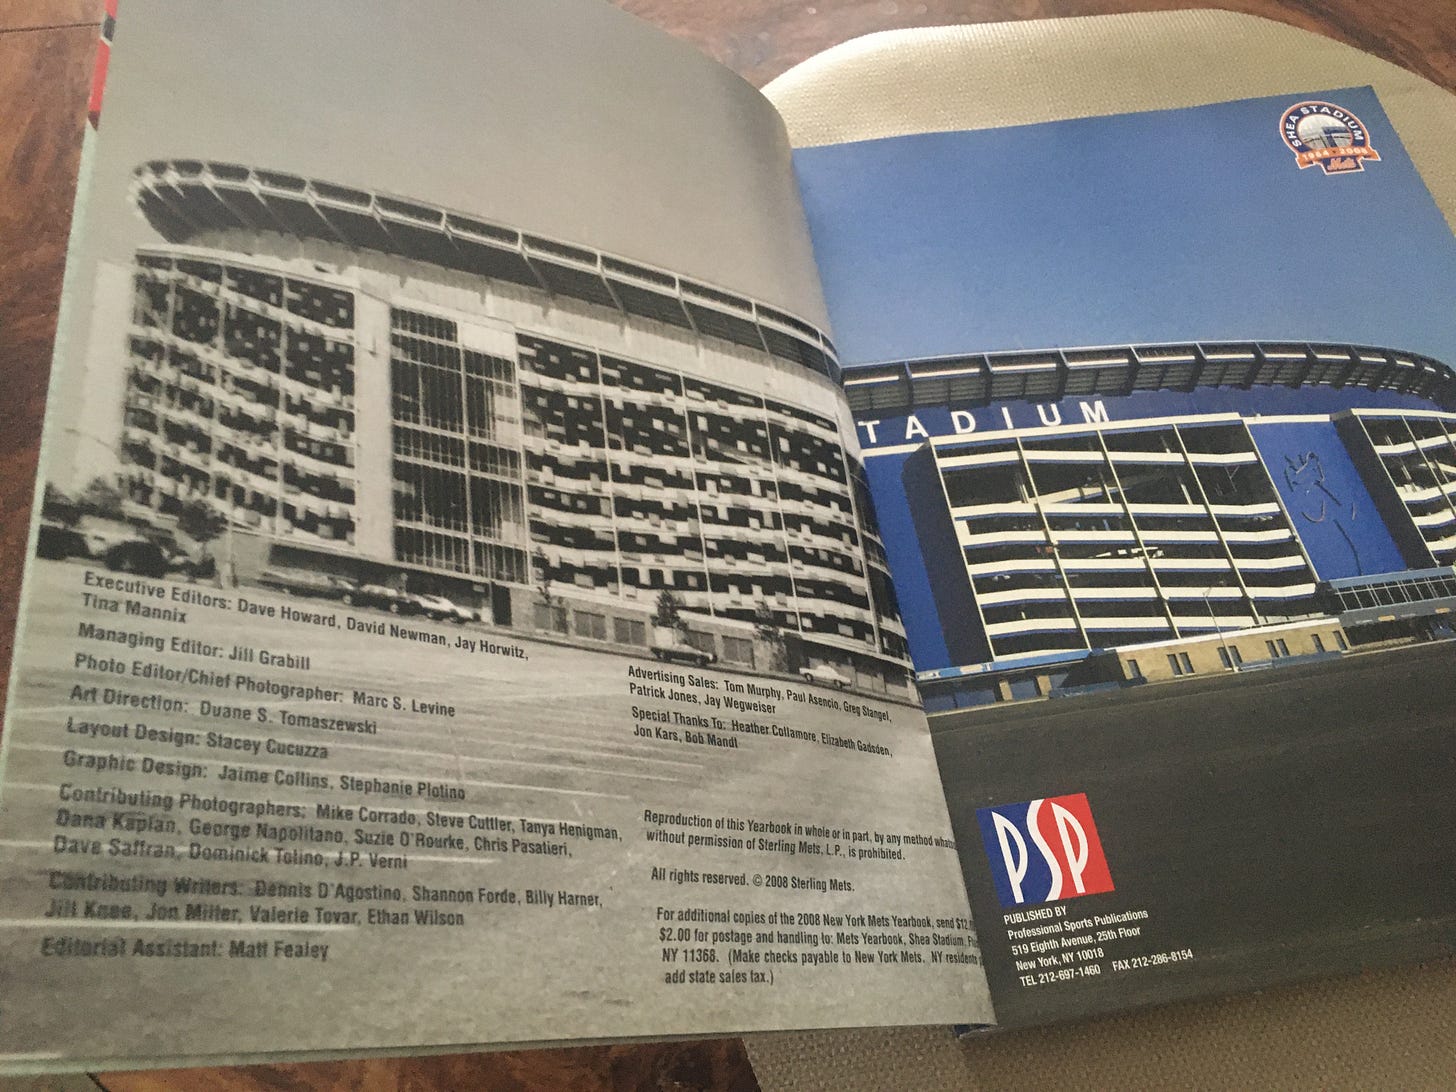 Executive Editors: Dave Howard, David Newman, Jay Horwitz,
Tina Mannix
Managing Editor: Jill Grabill
Photo Editor/Chief Photographer: Marc S. Levine
Art Direction: Duane S. Tomaszewski
Layout Design: Stacey Cucuzza
Graphic Design: Jaime Collins, Stephanie Plotino
Contributing Photographers: Mike Corrado, Steve Cuttler, Tanya Henigman,
Dana Kaplan, George Napolitano, Suzie O'Rourke, Chris Pasatieri,
Dave Saffran, Dominick Totino, J.P. Verni
Contributing Writers: Dennis D'Agostino, Shannon Forde, Billy Harner,
Jill Knee, Jon Miller, Valerie Tovar, Ethan Wilson
Editorial Assistant: Matt Fealey
Advertising Sales: Tom Murphy, Paul Asencio, Greg Stangel,
Patrick Jones, Jay Wegweiser
Special Thanks To: Heather Collamore, Elizabeth Gadsden,
Jon Kars, Bob Mandt
Reproduction of this Yearbook in whole or in part, by any method
without permission of Sterling Mets, L.P., is prohibited.
All rights reserved. © 2008 Sterling Mets.
For additional copies of the 2008 New York Mets Yearbook, send
$2.00 for postage and handling to: Mets Yearbook, Shea Stadium,
NY 11368. (Make checks payable to New York Mets. NY residents
add state sales tax.)
SHEA STADIUM
1964 • 2008
Mets
STADIUM
PSP
PUBLISHED BY
Professional Sports Publications
519 Eighth Avenue, 25th Floor
New York, NY 10018
TEL 212-697-1460 FAX 212-286-8154